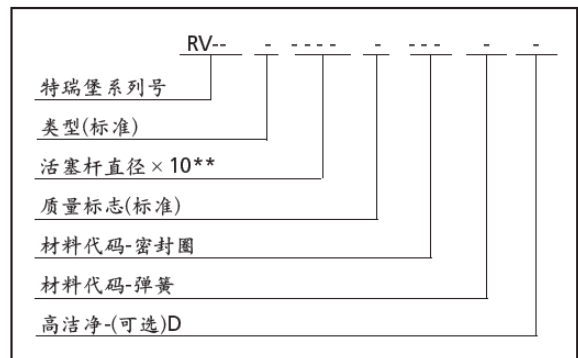 RV-- - ---- - --- - -
特瑞堡系列号
类型(标准)
活塞杆直径×10**
质量标志(标准)
材料代码-密封圈
材料代码-弹簧
高洁净-(可选)D